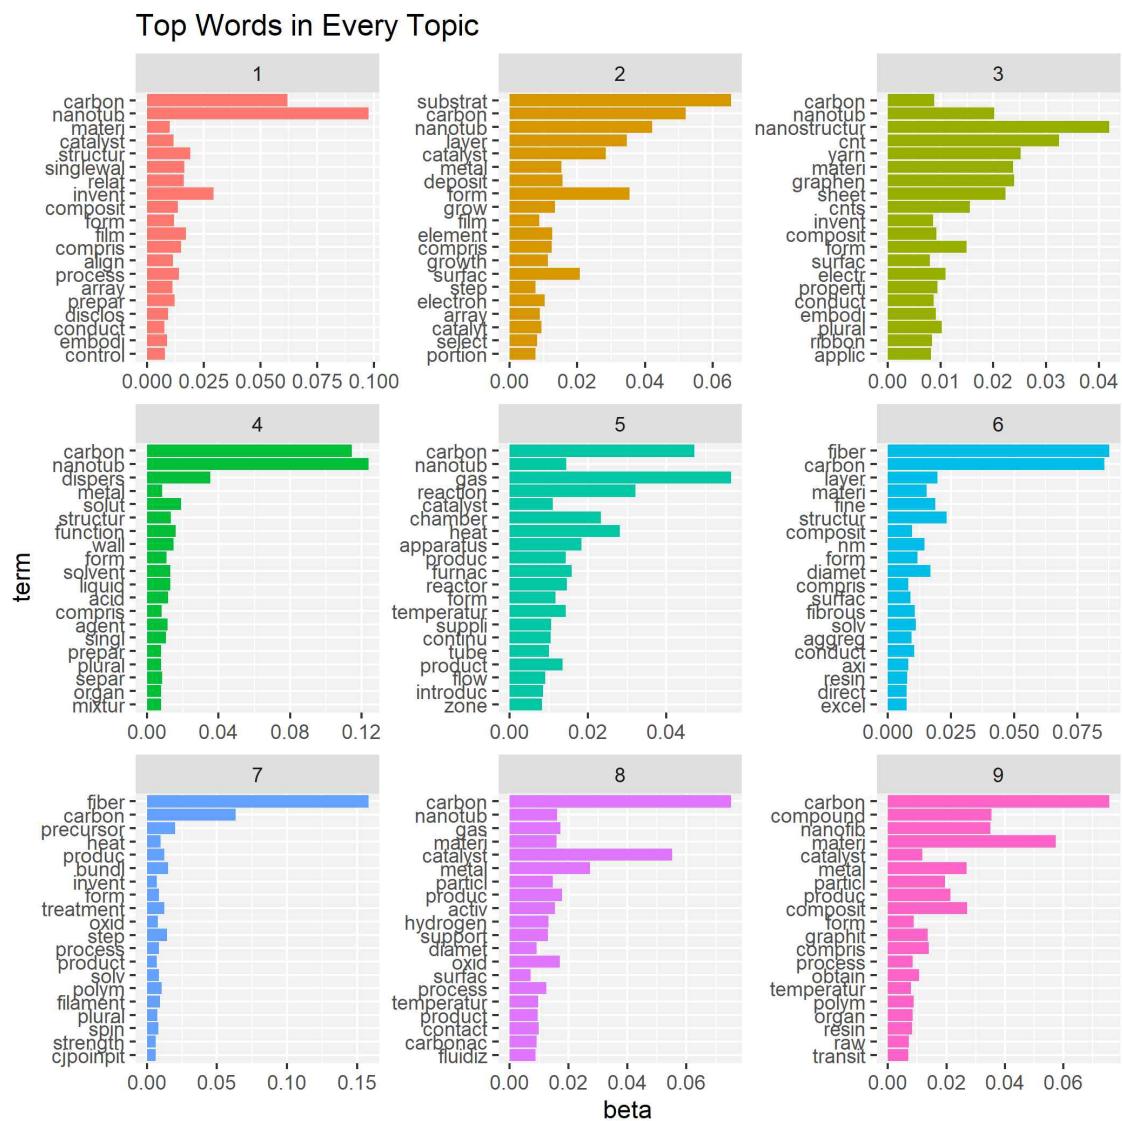 Top Words in Every Topic
1
carbon
nanotub
materi
catalyst
structur
singlewal
relat
invent
composit
form
film
compris
align
process
array
prepar
disclos
conduct
embodi
control
0.000 0.025 0.050 0.075 0.100
2
substrat
carbon
nanotub
layer
catalyst
metal
deposit
form
grow
film
element
compris
growth
surfac
step
electroh
array
catalyt
select
portion
0.00 0.02 0.04 0.06
3
carbon
nanotub
nanostructur
cnt
yarn
materi
graphen
sheet
cnts
invent
composit
form
surfac
electr
properti
conduct
embodi
plural
ribbon
applic
0.00 0.01 0.02 0.03 0.04
4
carbon
nanotub
dispers
metal
solut
structur
function
wall
form
solvent
liquid
acid
compris
agent
singl
prepar
plural
separ
organ
mixtur
0.00 0.04 0.08 0.12
5
carbon
nanotub
gas
reaction
catalyst
chamber
heat
apparatus
produc
furnac
reactor
form
temperatur
suppli
continu
tube
product
flow
introduc
zone
0.00 0.02 0.04
6
fiber
carbon
layer
materi
fine
structur
composit
nm
form
diamet
compris
surfac
fibrous
solv
aggreg
conduct
axi
resin
direct
excel
0.000 0.025 0.050 0.075
7
fiber
carbon
precursor
heat
produc
bundl
invent
form
treatment
oxid
step
process
product
solv
polym
filament
plural
spin
strength
cjpoinpit
0.00 0.05 0.10 0.15
8
carbon
nanotub
gas
materi
catalyst
metal
particl
produc
activ
hydrogen
support
diamet
oxid
surfac
process
temperatur
product
contact
carbonac
fluidiz
0.00 0.02 0.04 0.06
9
carbon
compound
nanofib
materi
catalyst
metal
particl
produc
composit
form
graphit
compris
process
obtain
temperatur
polym
organ
resin
raw
transit
0.00 0.02 0.04 0.06
term
beta